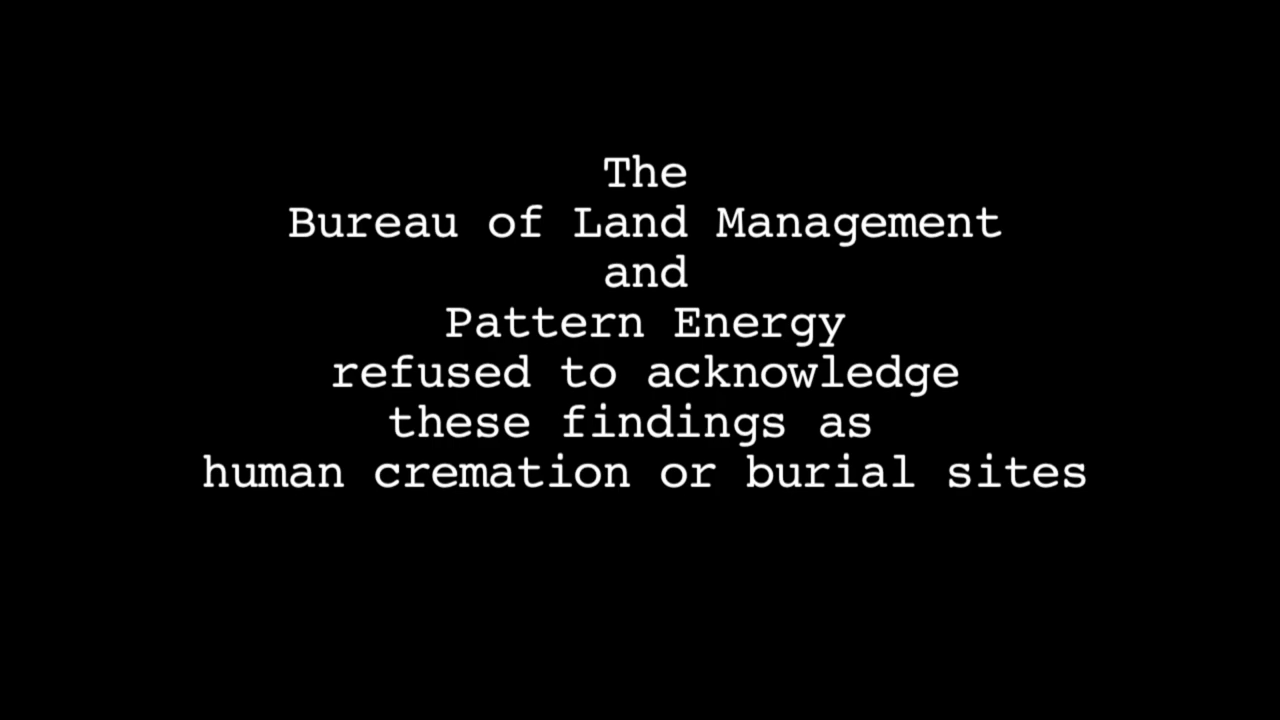 The
Bureau of Land Management
and
Pattern Energy
refused to acknowledge
these findings as
human cremation or burial sites